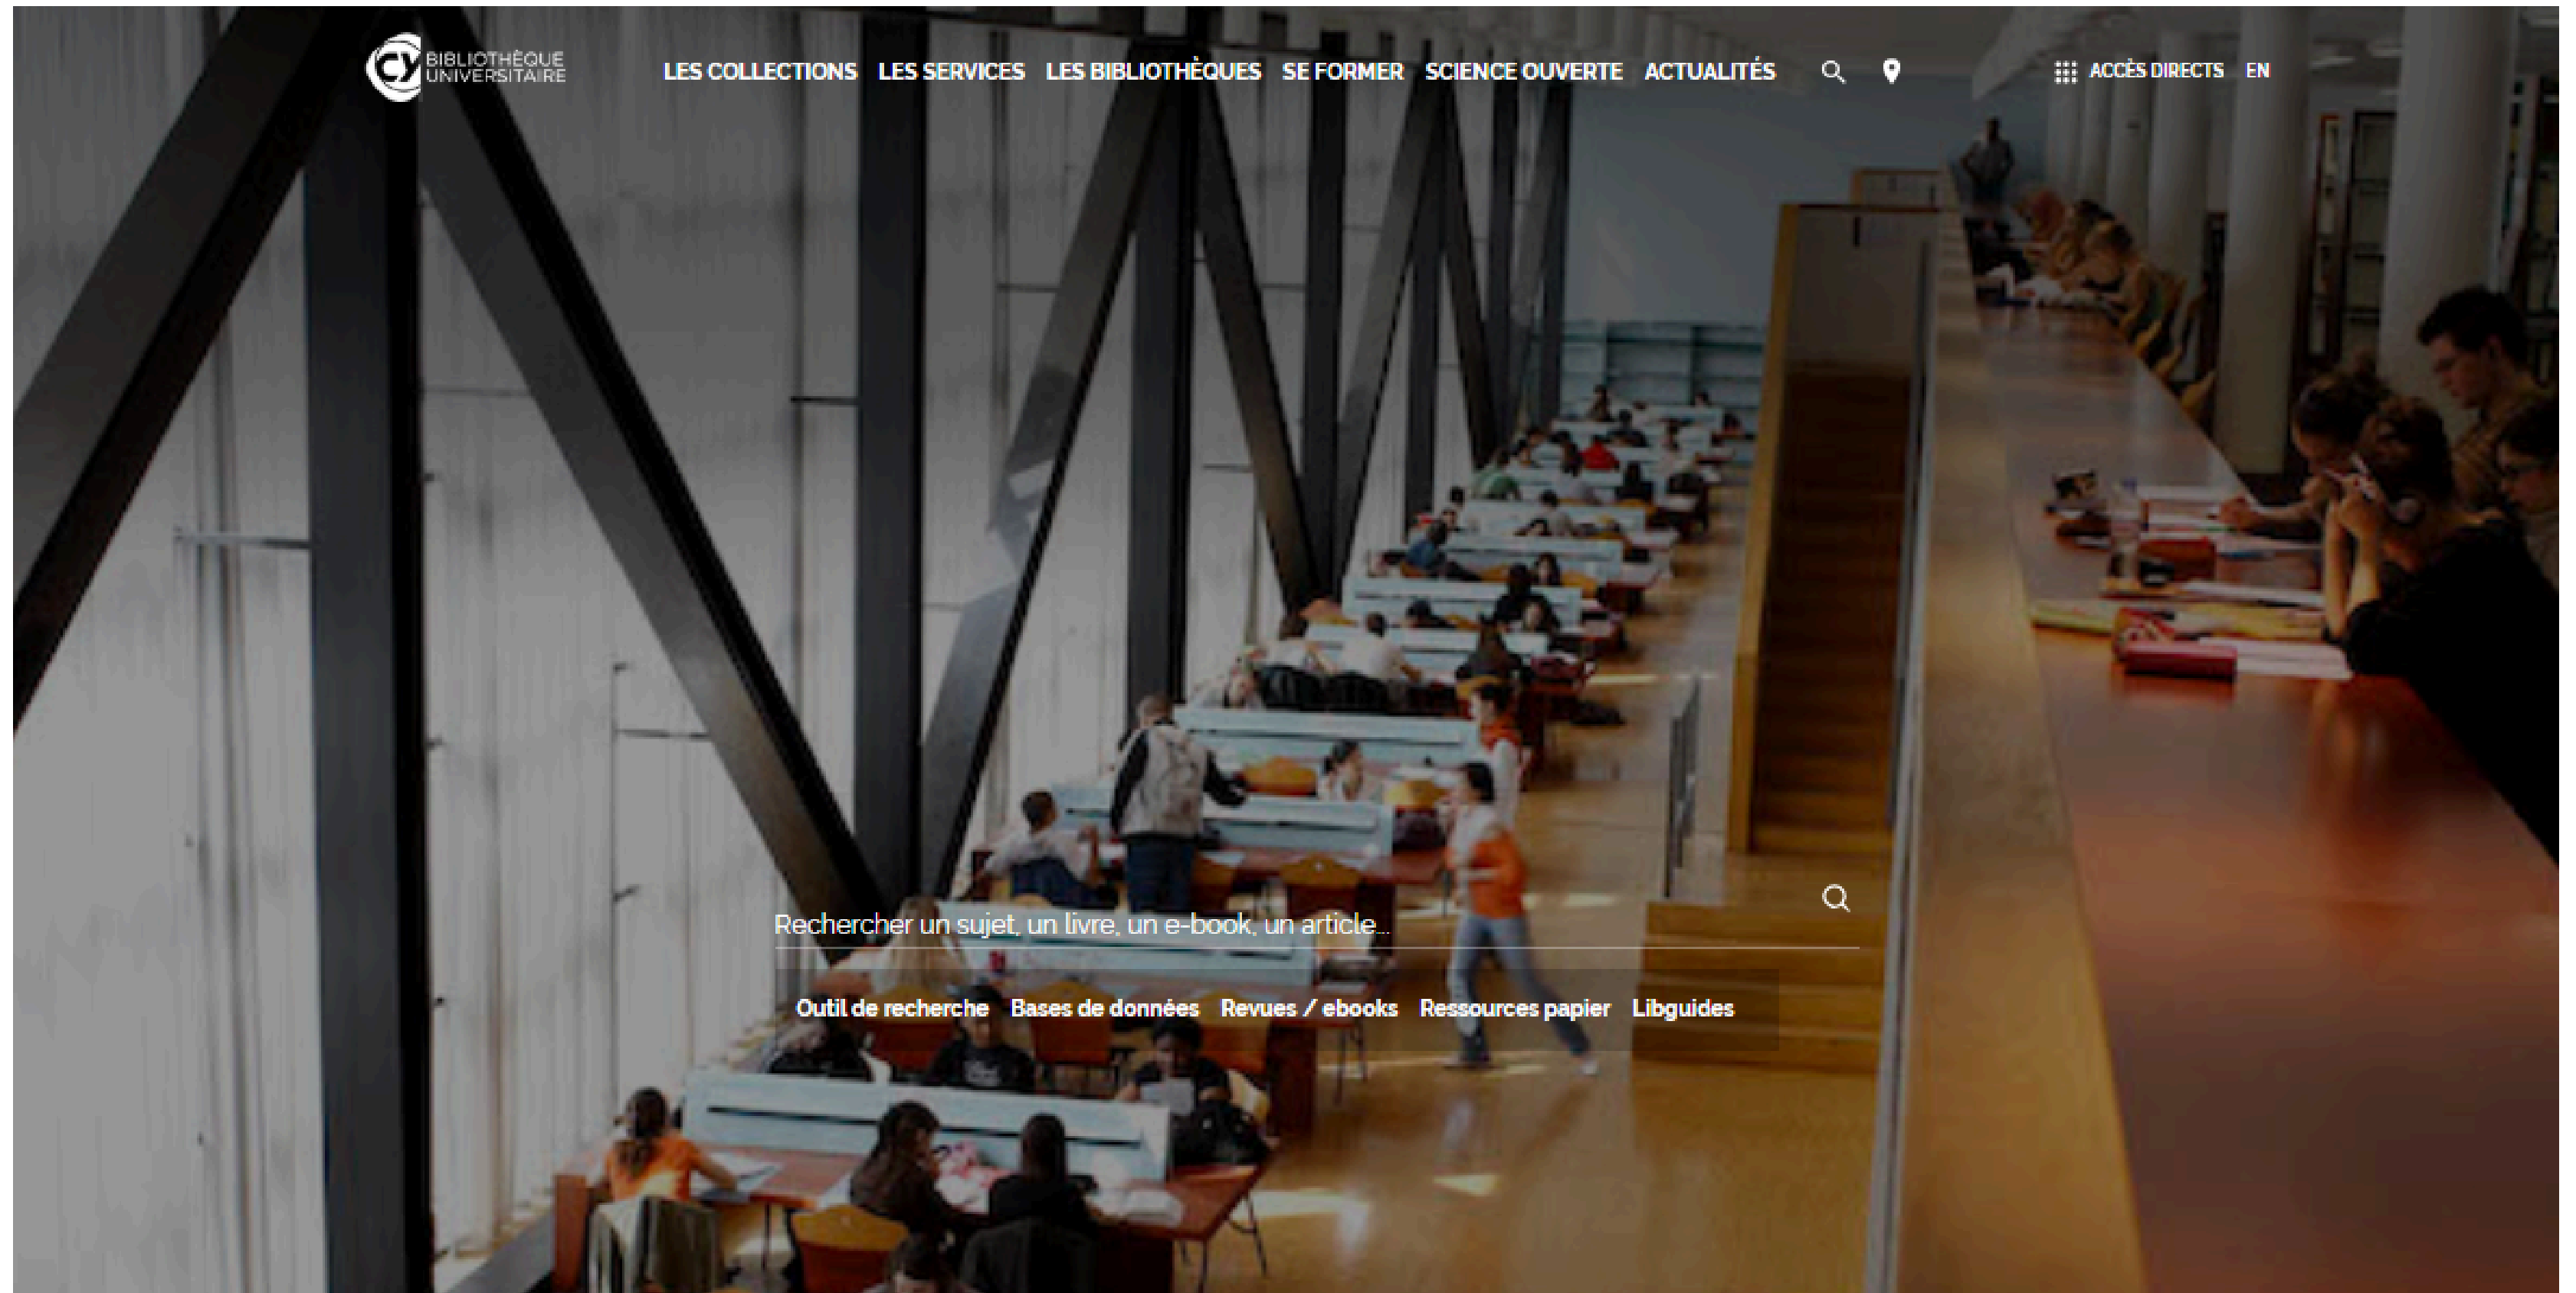 CY BIBLIOTHÈQUE
UNIVERSITAIRE
LES COLLECTIONS LES SERVICES LES BIBLIOTHÈQUES SE FORMER SCIENCE OUVERTE ACTUALITÉS ACCÈS DIRECTS EN
Rechercher un sujet, un livre, un e-book, un article...
Outil de recherche Bases de données Revues / ebooks Ressources papier Libguides